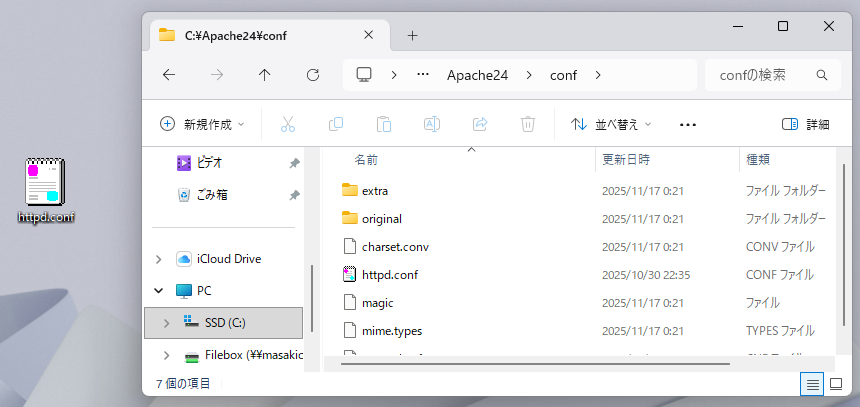 C:¥Apache24¥conf
Apache24
conf
confの検索
新規作成
並べ替え
詳細
httpd.conf
ビデオ
ごみ箱
iCloud Drive
PC
SSD (C:)
Filebox (¥¥masakic
名前 更新日時 種類
extra 2025/11/17 0:21 ファイル フォルダー
original 2025/11/17 0:21 ファイル フォルダー
charset.conv 2025/11/17 0:21 CONV ファイル
httpd.conf 2025/10/30 22:35 CONF ファイル
magic 2025/11/17 0:21 ファイル
mime.types 2025/11/17 0:21 TYPES ファイル
7 個の項目